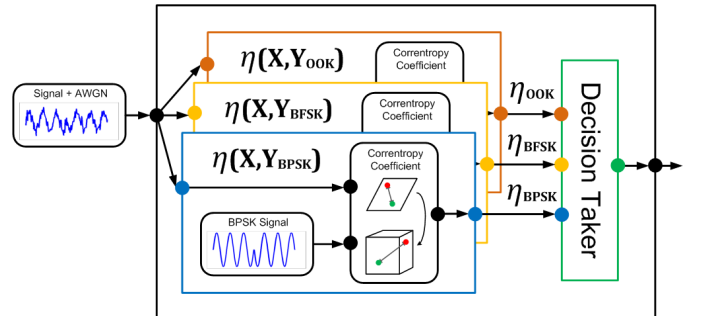 Signal + AWGN
η(X,Y_OOK)
Correntropy
Coefficient
η(X,Y_BFSK)
Correntropy
Coefficient
η(X,Y_BPSK)
Correntropy
Coefficient
BPSK Signal
η_OOK
η_BFSK
η_BPSK
Decision Taker